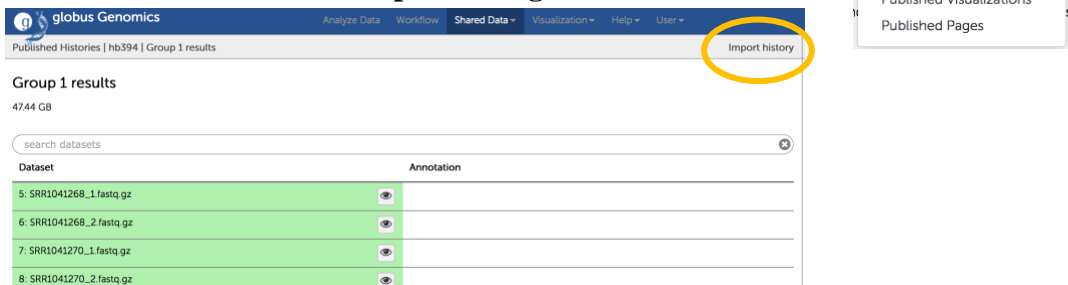 globus Genomics
Analyze Data Workflow Shared Data Visualization Help User
Published Histories | hb394 | Group 1 results
Import history
Group 1 results
47.44 GB
search datasets
Dataset Annotation
5: SRR1041268_1.fastq.gz
6: SRR1041268_2.fastq.gz
7: SRR1041270_1.fastq.gz
8: SRR1041270_2.fastq.gz
Published Visualizations
Published Pages